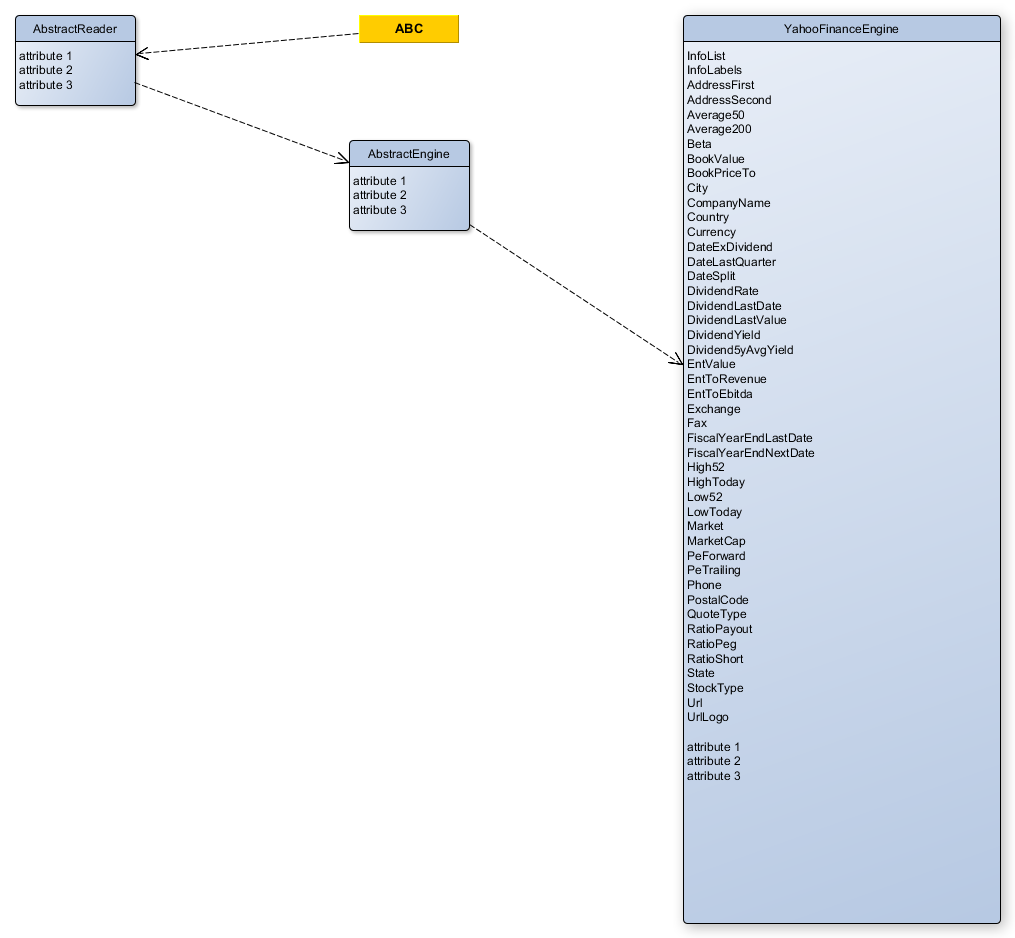 AbstractReader
attribute 1
attribute 2
attribute 3
ABC
AbstractEngine
attribute 1
attribute 2
attribute 3
YahooFinanceEngine
InfoList
InfoLabels
AddressFirst
AddressSecond
Average50
Average200
Beta
BookValue
BookPriceTo
City
CompanyName
Country
Currency
DateExDividend
DateLastQuarter
DateSplit
DividendRate
DividendLastDate
DividendLastValue
DividendYield
Dividend5yAvgYield
EntValue
EntToRevenue
EntToEbitda
Exchange
Fax
FiscalYearEndLastDate
FiscalYearEndNextDate
High52
HighToday
Low52
LowToday
Market
MarketCap
PeForward
PeTrailing
Phone
PostalCode
QuoteType
RatioPayout
RatioPeg
RatioShort
State
StockType
Url
UrlLogo
attribute 1
attribute 2
attribute 3